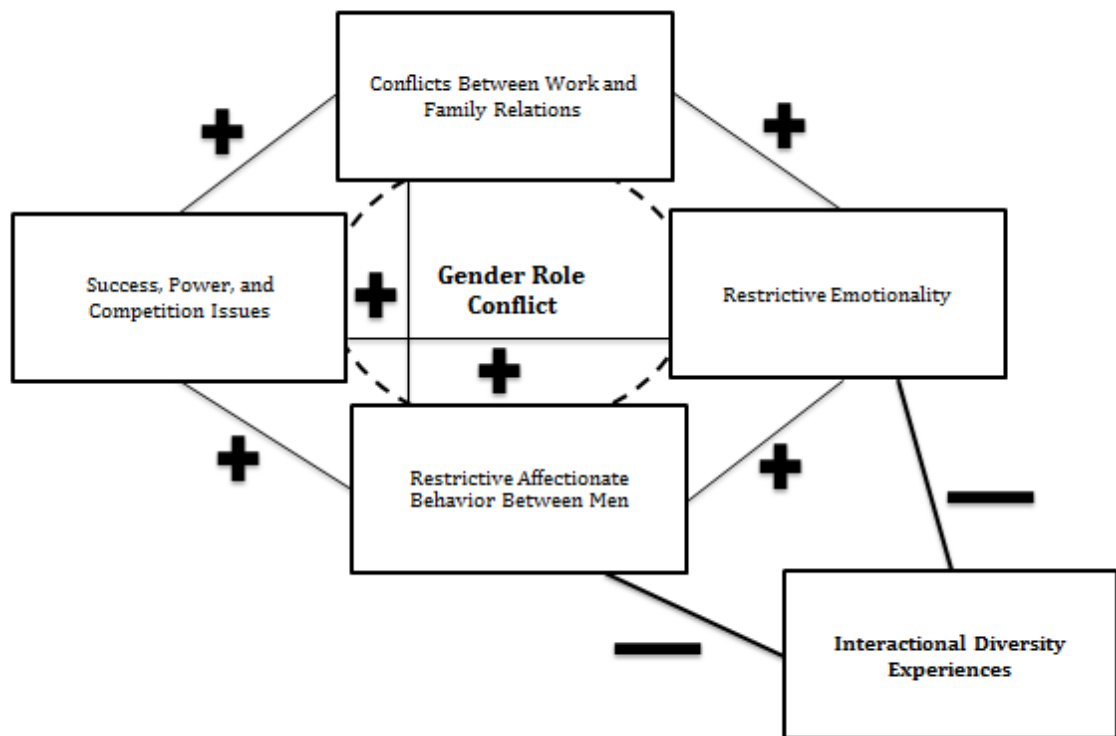 Conflicts Between Work and
Family Relations
+
+
Success, Power, and
Competition Issues
+
Gender Role
Conflict
Restrictive Emotionality
+
+
Restrictive Affectionate
Behavior Between Men
+
—
—
Interactional Diversity
Experiences